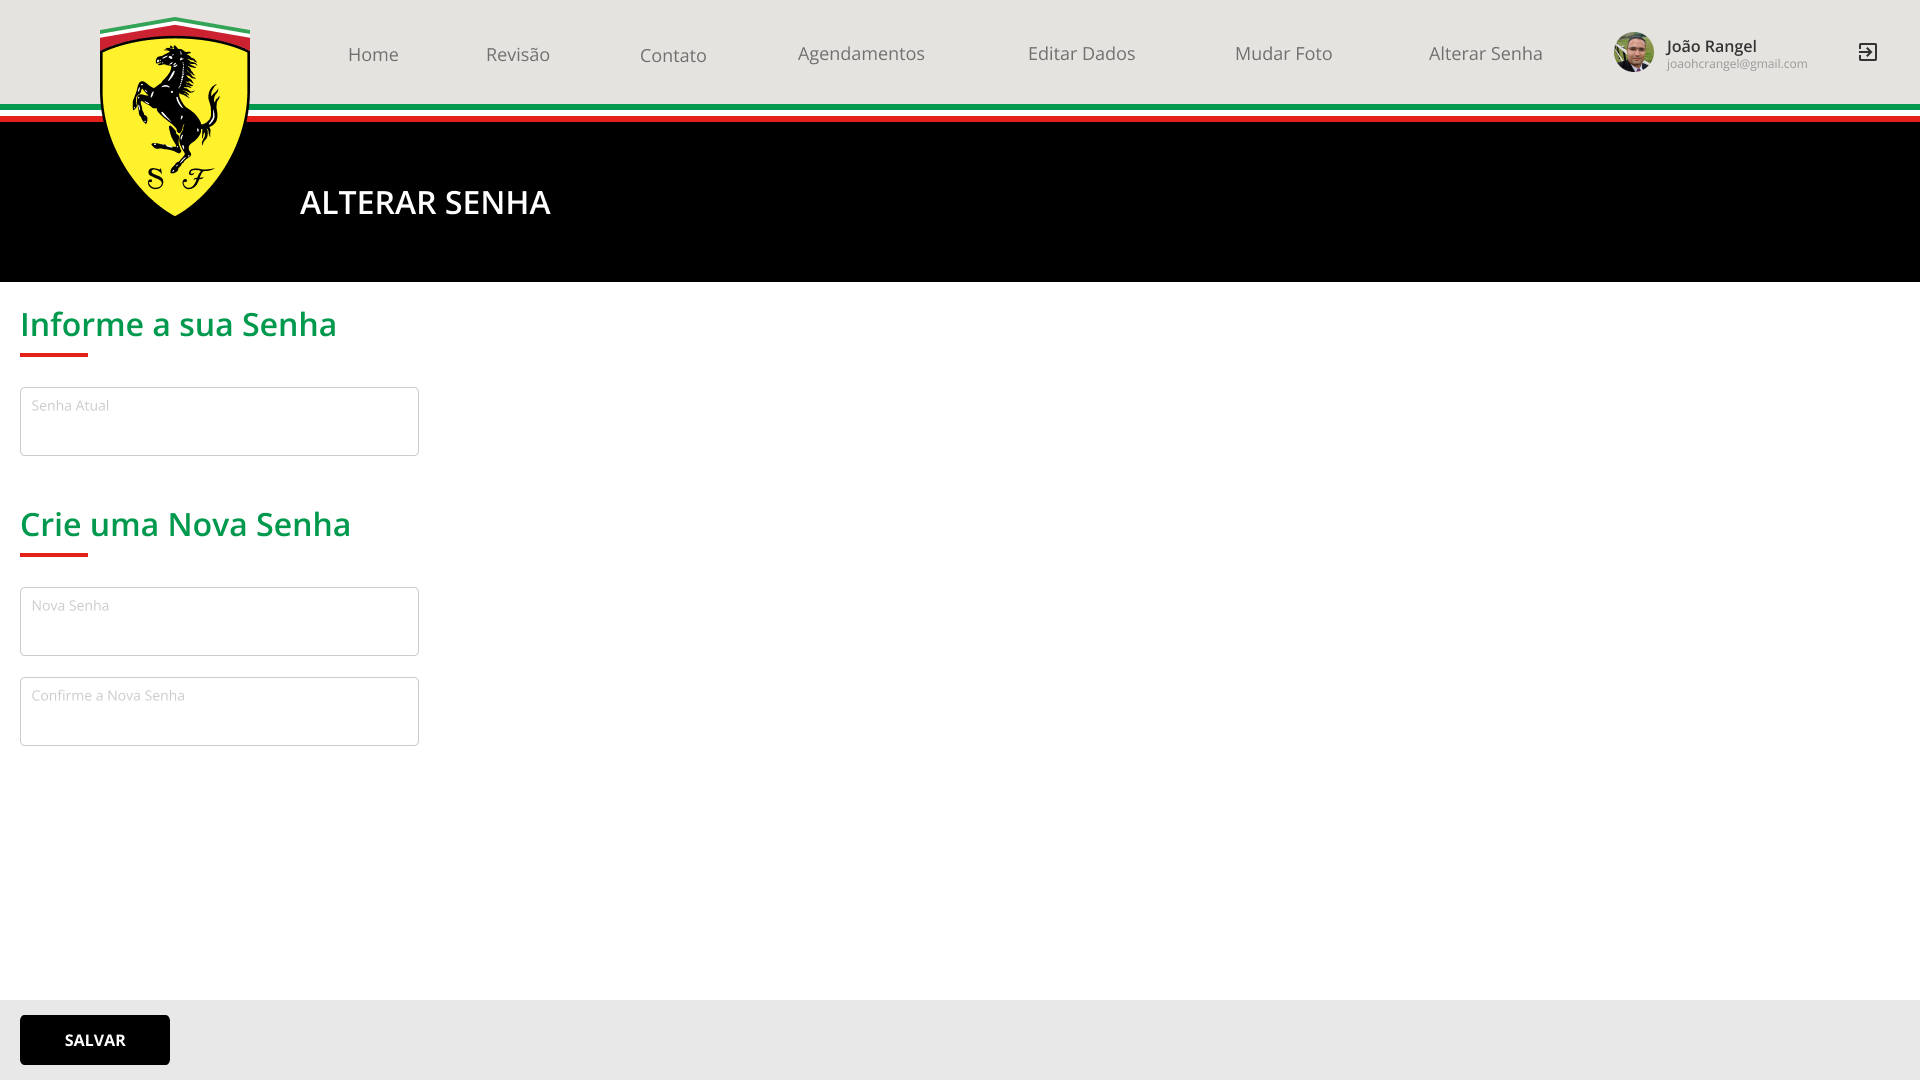 Home
Revisão
Contato
Agendamentos
Editar Dados
Mudar Foto
Alterar Senha
João Rangel
joaohcrangel@gmail.com
S F
ALTERAR SENHA
Informe a sua Senha
Senha Atual
Crie uma Nova Senha
Nova Senha
Confirme a Nova Senha
SALVAR